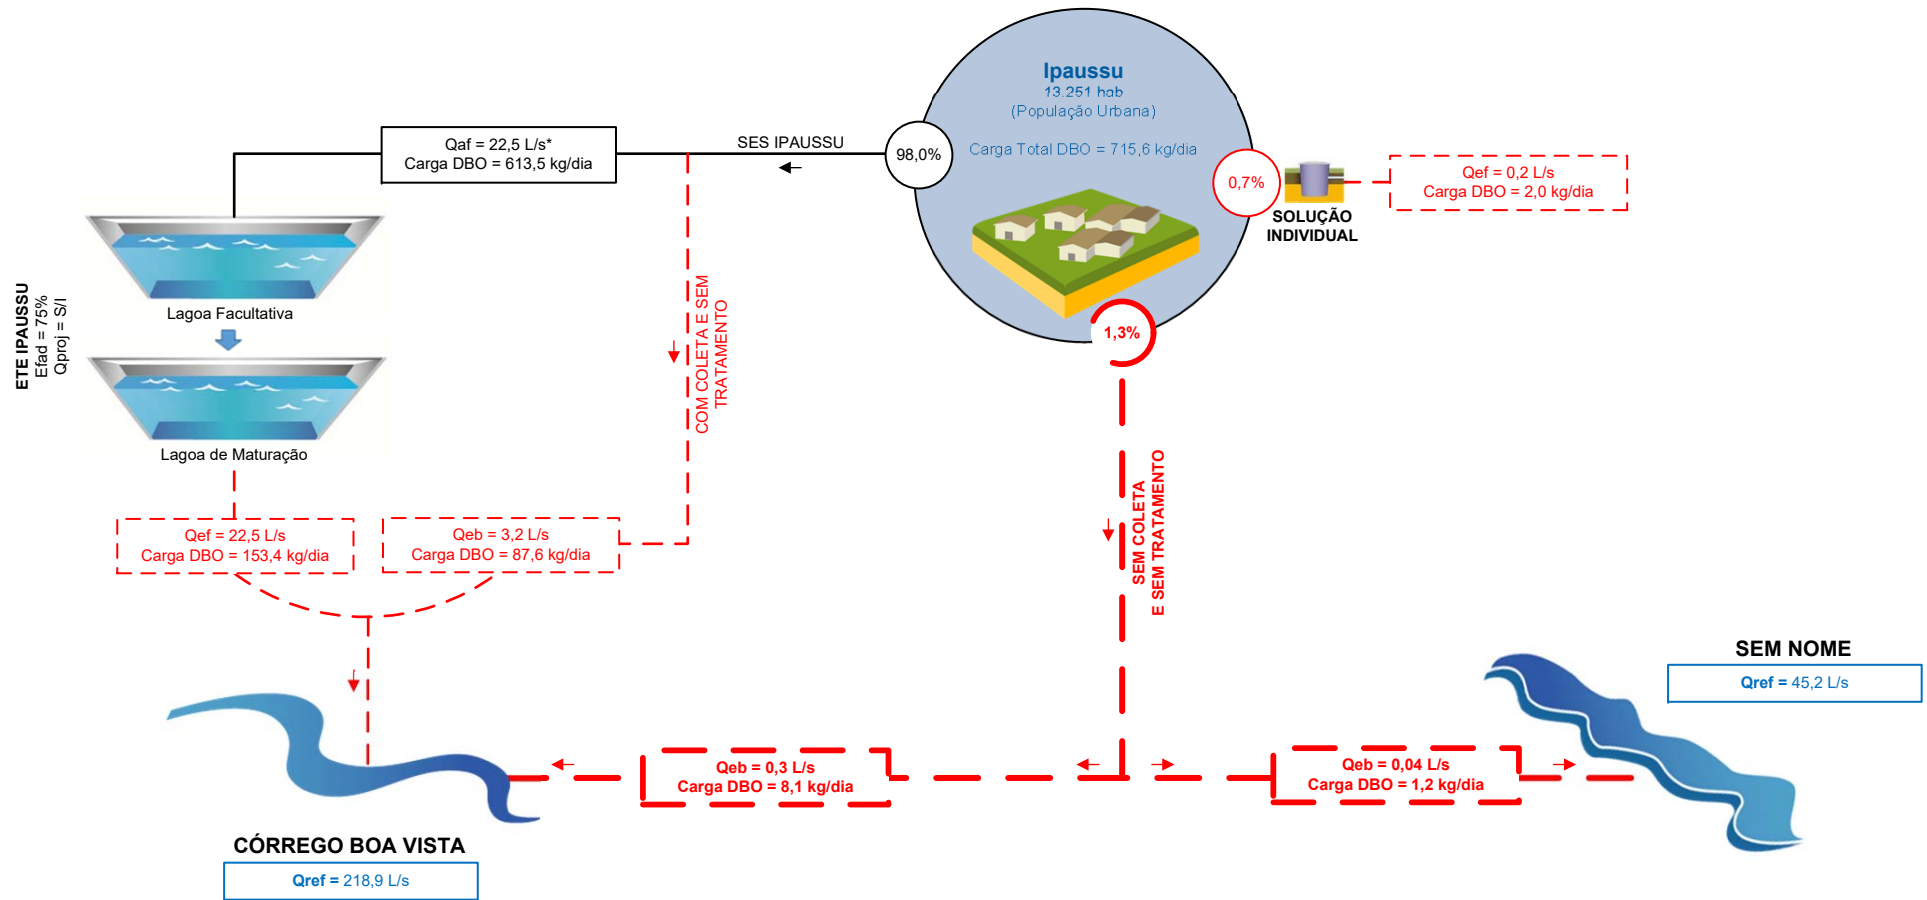 Ipaussu
13.251 hab
(População Urbana)
Carga Total DBO = 715,6 kg/dia
98,0%
SES IPAUSSU
Qaf = 22,5 L/s*
Carga DBO = 613,5 kg/dia
0,7%
SOLUÇÃO
INDIVIDUAL
Qef = 0,2 L/s
Carga DBO = 2,0 kg/dia
1,3%
ETE IPAUSSU
Efad = 75%
Qproj = S/I
Lagoa Facultativa
Lagoa de Maturação
COM COLETA E SEM
TRATAMENTO
Qef = 22,5 L/s
Carga DBO = 153,4 kg/dia
Qeb = 3,2 L/s
Carga DBO = 87,6 kg/dia
SEM COLETA
E SEM TRATAMENTO
SEM NOME
Qref = 45,2 L/s
Qeb = 0,3 L/s
Carga DBO = 8,1 kg/dia
Qeb = 0,04 L/s
Carga DBO = 1,2 kg/dia
CÓRREGO BOA VISTA
Qref = 218,9 L/s